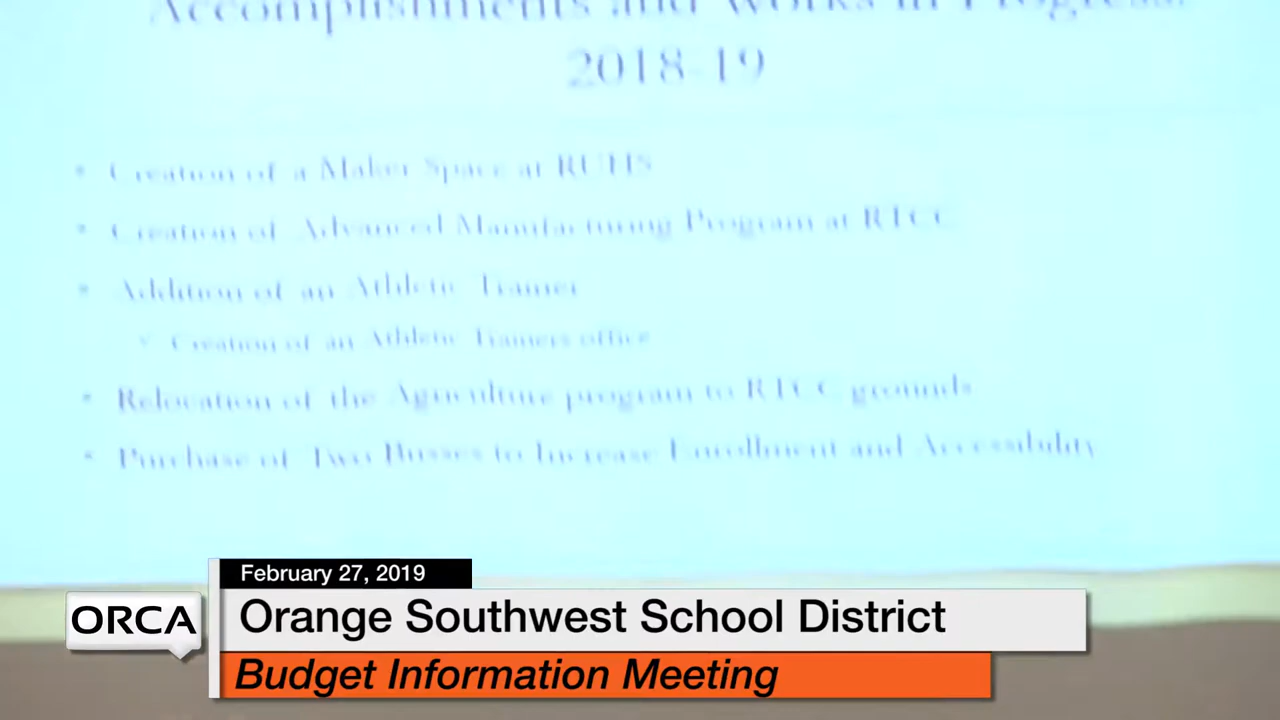 Accomplishments and Works in Progress:
2018-19
• Creation of a Maker Space at RUHS
• Creation of Advanced Manufacturing Program at RTCC
• Addition of an Athletic Trainer
Creation of an Athletic Trainers office
• Relocation of the Agriculture program to RTCC grounds
• Purchase of Two Busses to Increase Enrollment and Accessibility
February 27, 2019
ORCA
Orange Southwest School District
Budget Information Meeting